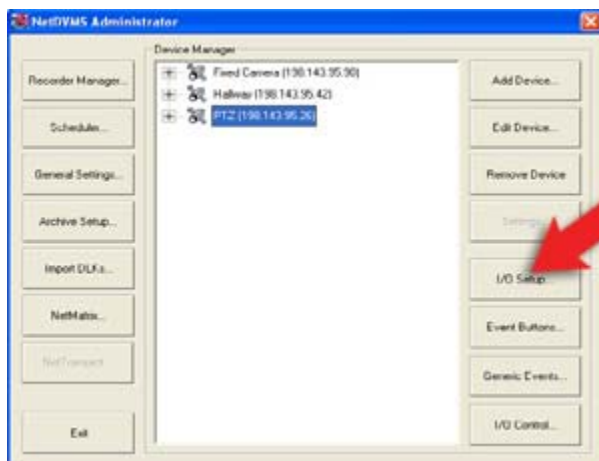 NetDVMS Administrator
Device Manager
Recorder Manager...
Scheduler...
General Settings...
Archive Setup...
Import DLKs...
NetMatrix...
NetTransact
Exit
Fixed Camera (198.143.95.90)
Hallway (198.143.95.42)
PTZ (198.143.95.26)
Add Device...
Edit Device...
Remove Device
Settings...
I/O Setup...
Event Buttons...
Generic Events...
I/O Control...